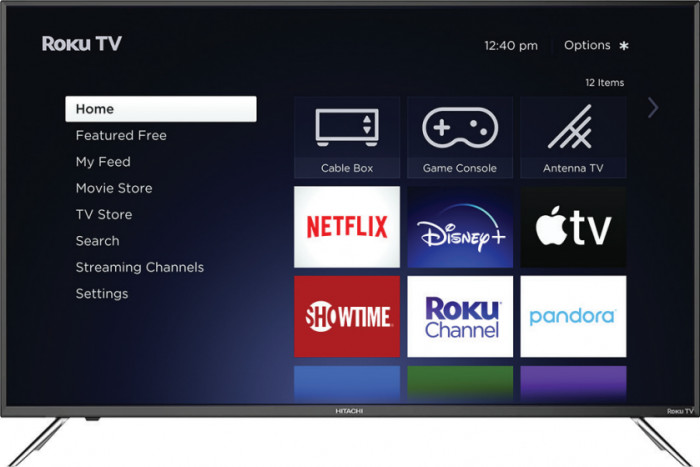 Roku TV
12:40 pm
Options *
12 Items
Home
Featured Free
My Feed
Movie Store
TV Store
Search
Streaming Channels
Settings
Cable Box
Game Console
Antenna TV
NETFLIX
Disney+
tv
SHOWTIME
Roku
Channel
pandora
HITACHI
Roku TV